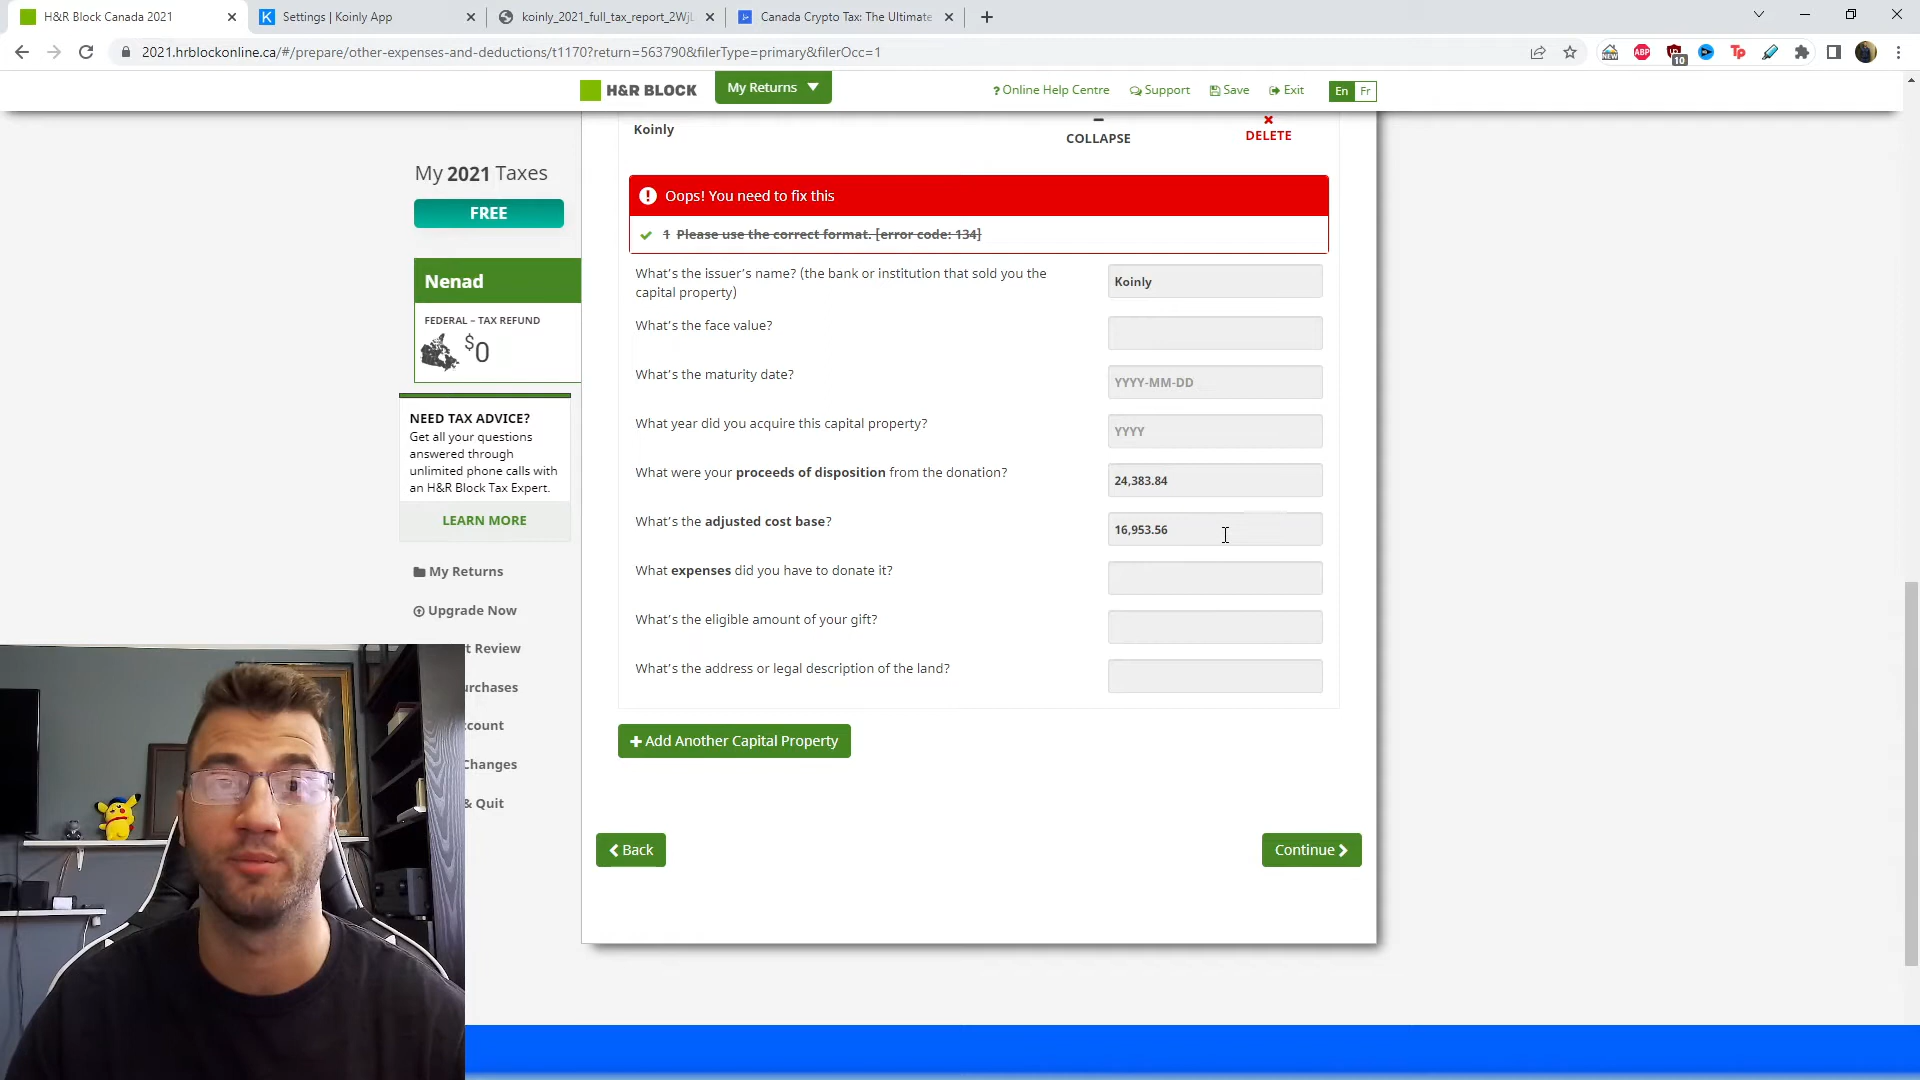 H&R Block Canada 2021
Settings | Koinly App
koinly_2021_full_tax_report_2WjL
Canada Crypto Tax: The Ultimate
2021.hrblockonline.ca/#/prepare/other-expenses-and-deductions/t1170?return=563790&filerType=primary&filerOcc=1
NEW
ABP
10
Tp
H&R BLOCK
My Returns
? Online Help Centre
Support
Save
Exit
En
Fr
Koinly
COLLAPSE
DELETE
My 2021 Taxes
FREE
Nenad
FEDERAL – TAX REFUND
$0
NEED TAX ADVICE?
Get all your questions
answered through
unlimited phone calls with
an H&R Block Tax Expert.
LEARN MORE
My Returns
Upgrade Now
t Review
urchases
ccount
Changes
& Quit
Oops! You need to fix this
1 Please use the correct format. [error code: 134]
What's the issuer's name? (the bank or institution that sold you the
capital property)
Koinly
What's the face value?
What's the maturity date?
YYYY-MM-DD
What year did you acquire this capital property?
YYYY
What were your proceeds of disposition from the donation?
24,383.84
What's the adjusted cost base?
16,953.56
What expenses did you have to donate it?
What's the eligible amount of your gift?
What's the address or legal description of the land?
+ Add Another Capital Property
Back
Continue